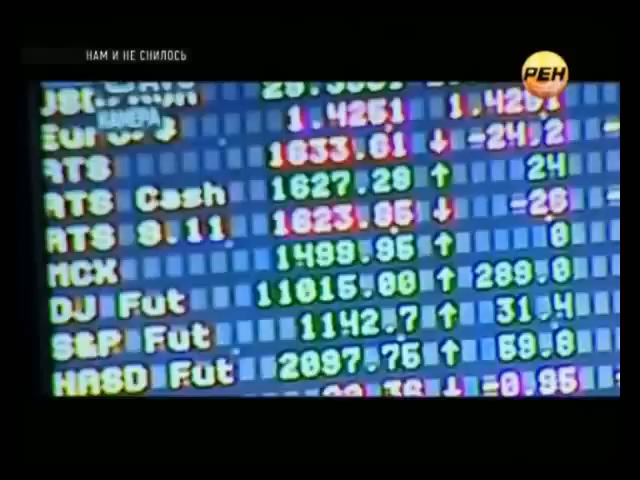 НАМ И НЕ СНИЛОСЬ
РЕН
КАМЕРА
1.4251 1.4251
RTS 1633.61 ↓ -24.2
RTS Cash 1627.28 ↑ 24
RTS 9.11 1623.85 ↓ -26
MCX 1499.95 ↑ 0
DJ Fut 11015.00 ↑ 289.0
S&P Fut 1142.7 ↑ 31.4
NASD Fut 2097.75 ↑ 59.8
↓ -0.95